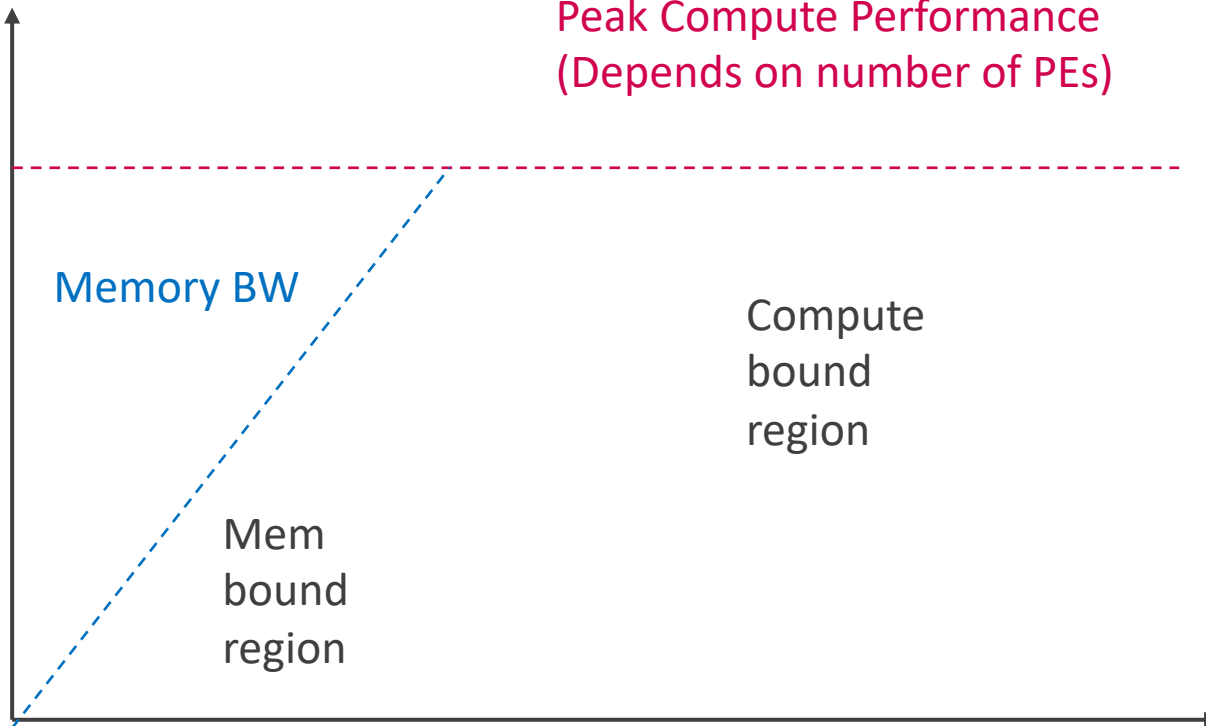 Peak Compute Performance
(Depends on number of PEs)
Memory BW
Compute
bound
region
Mem
bound
region